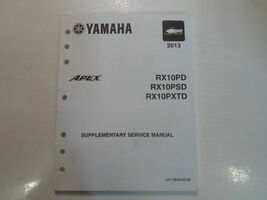 YAMAHA
2013
APEX
RX10PD
RX10PSD
RX10PXTD
SUPPLEMENTARY SERVICE MANUAL